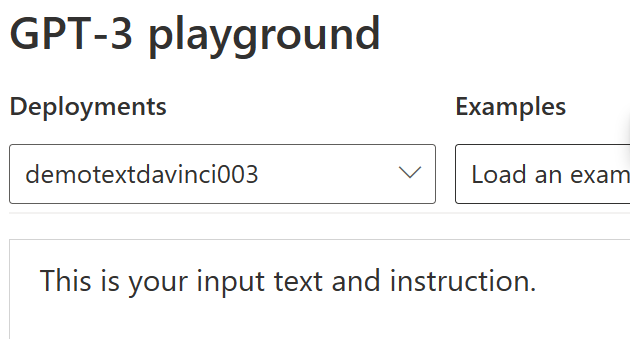 GPT-3 playground
Deployments Examples
demotextdavinci003 Load an exam
This is your input text and instruction.